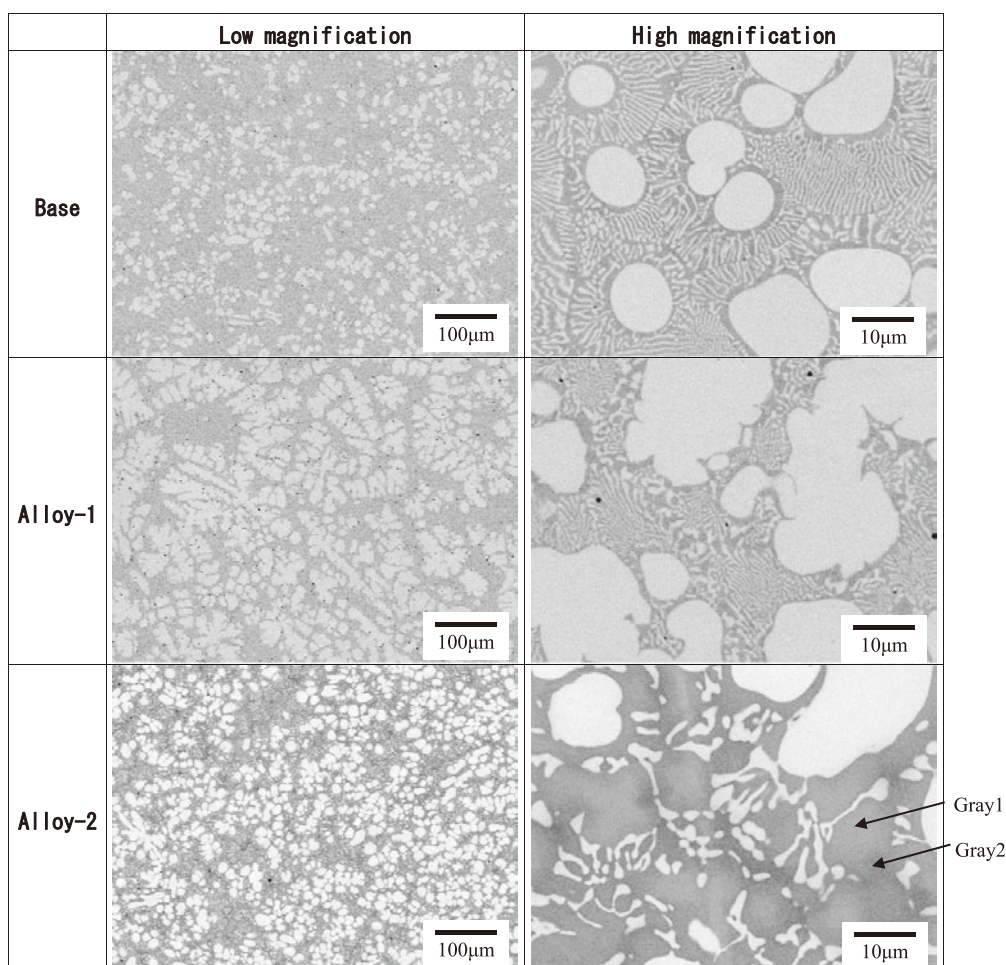 Low magnification High magnification
Base
100μm 10μm
Alloy-1
100μm 10μm
Alloy-2
Gray1
Gray2
100μm 10μm